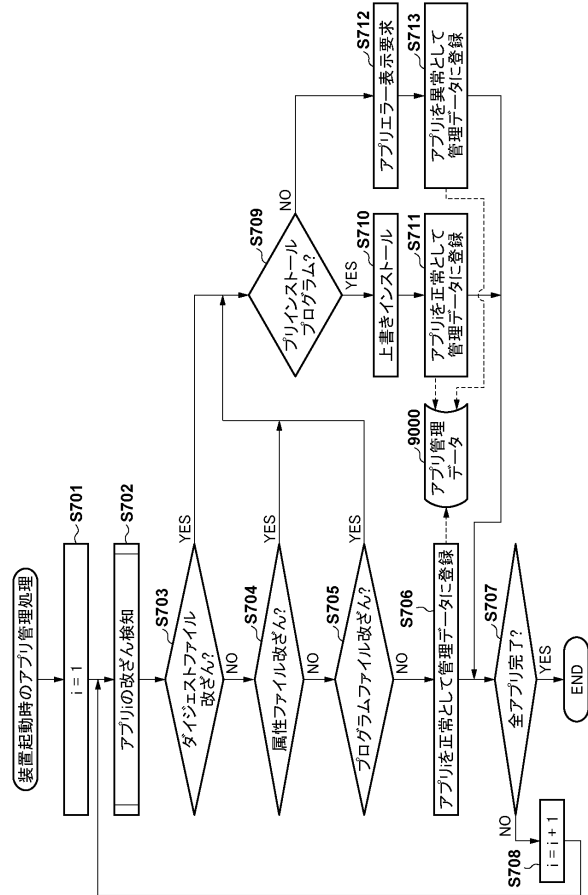 装置起動時のアプリ管理処理
S701
i = 1
S702
アプリiの改ざん検知
S703
ダイジェストファイル
改ざん?
YES
NO
S704
属性ファイル改ざん?
YES
NO
S705
プログラムファイル改ざん?
YES
NO
S706
アプリiを正常として管理データに登録
S707
全アプリ完了?
NO
YES
S708
i = i + 1
END
S709
プリインストール
プログラム?
NO
YES
S710
上書きインストール
S711
アプリiを正常として
管理データに登録
S712
アプリエラー表示要求
S713
アプリiを異常として
管理データに登録
9000
アプリ管理
データ